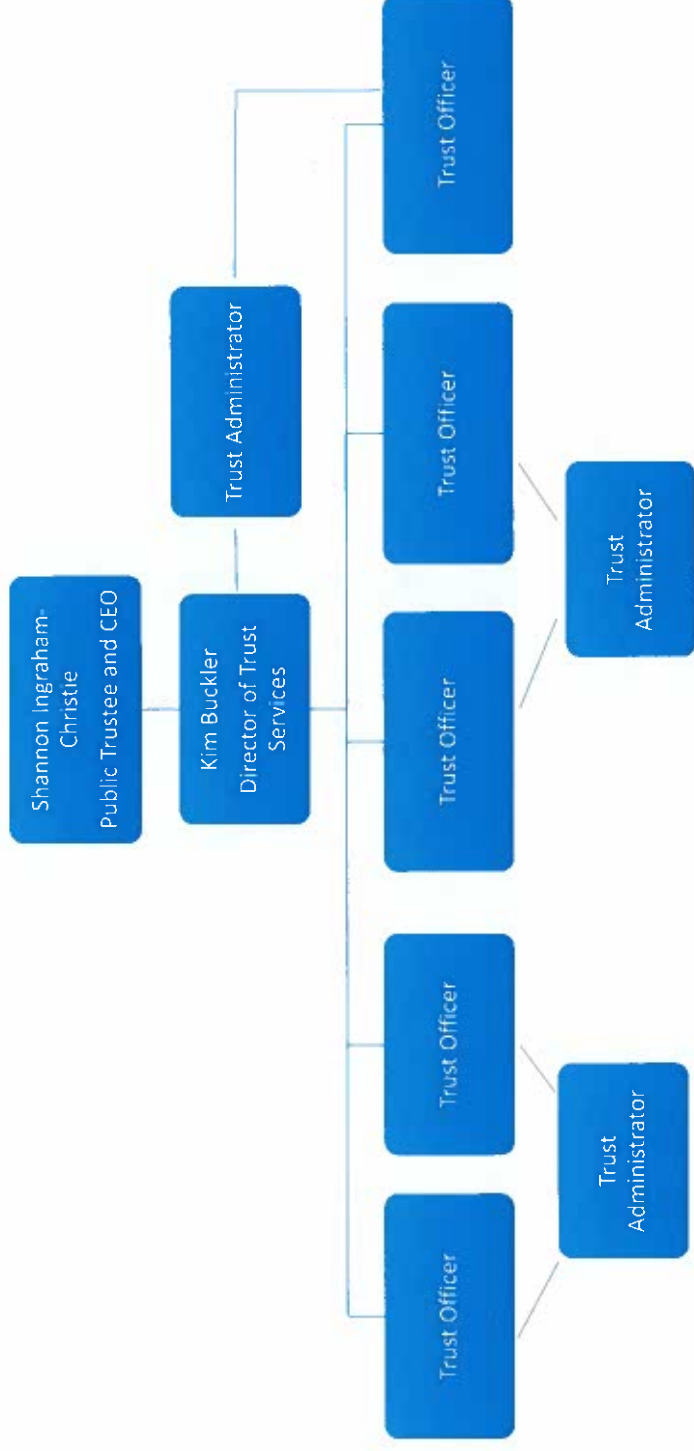 Shannon Ingraham-
Christie
Public Trustee and CEO
Kim Buckler
Director of Trust
Services
Trust Administrator
Trust Officer
Trust Officer
Trust Officer
Trust Officer
Trust Officer
Trust
Administrator
Trust
Administrator